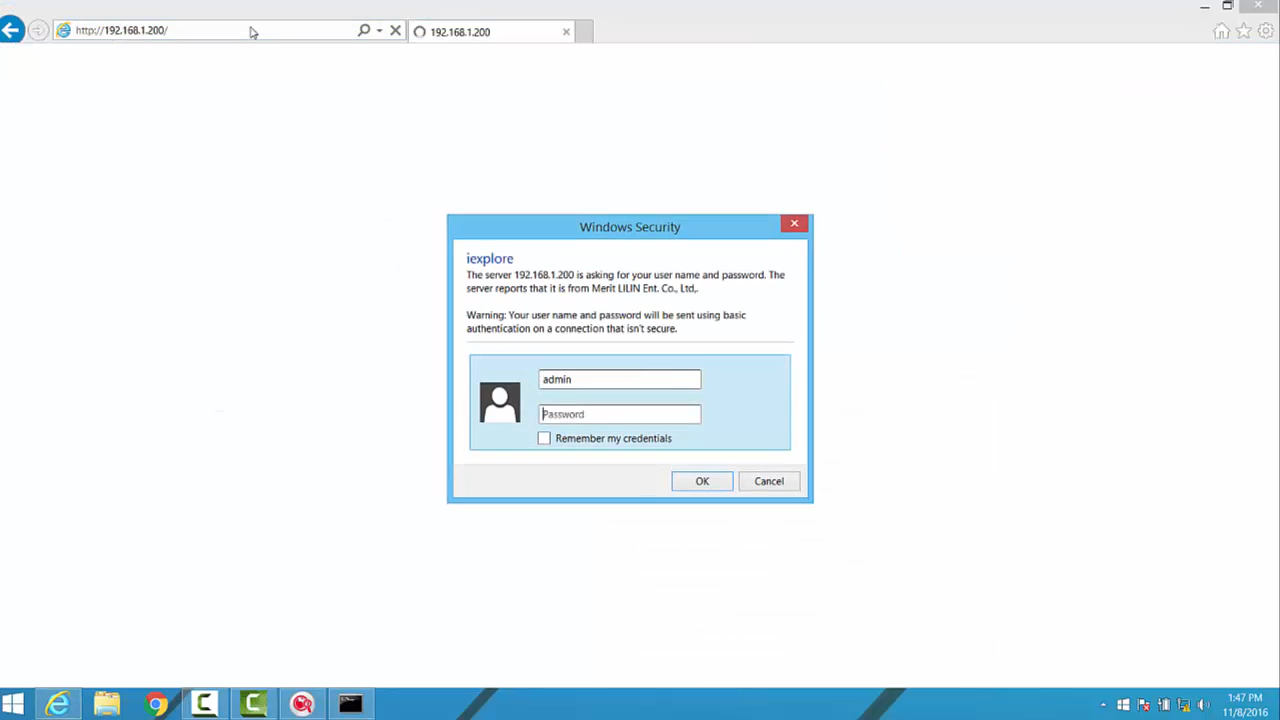 http://192.168.1.200/
192.168.1.200
Windows Security
iexplore
The server 192.168.1.200 is asking for your user name and password. The
server reports that it is from Merit LILIN Ent. Co., Ltd,.
Warning: Your user name and password will be sent using basic
authentication on a connection that isn't secure.
admin
Password
Remember my credentials
OK
Cancel
1:47 PM
11/8/2016